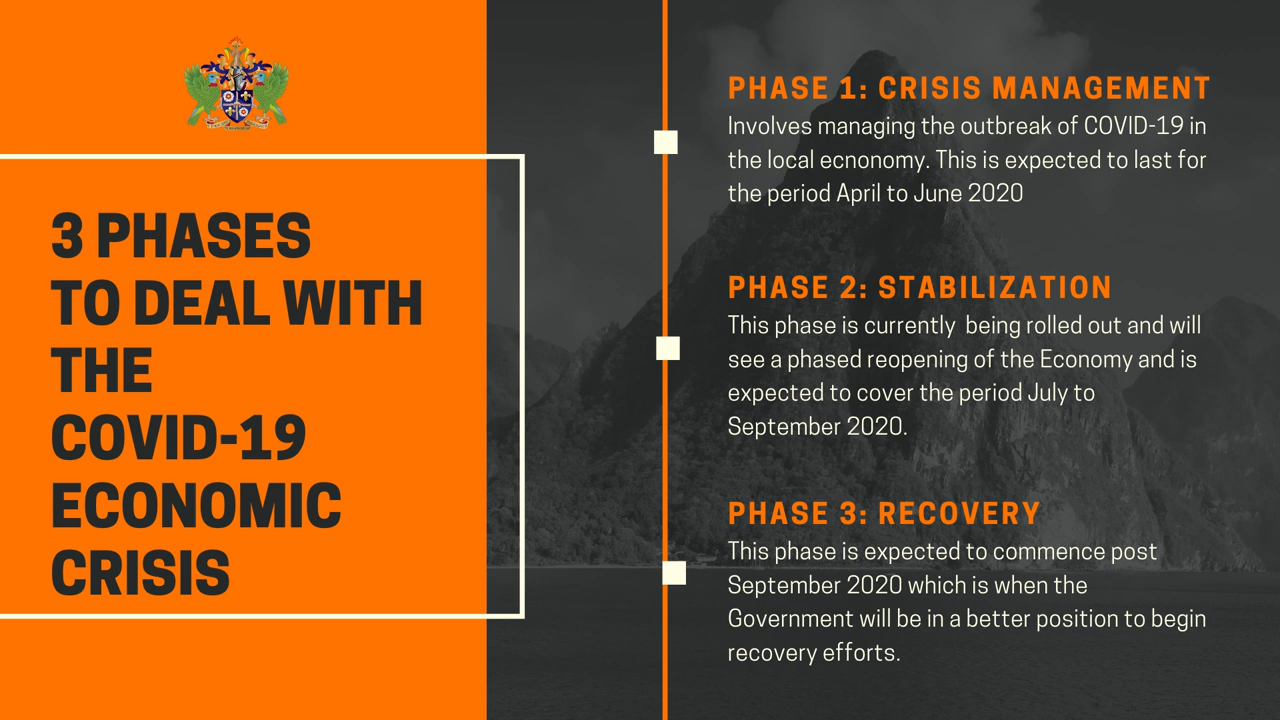 3 PHASES
TO DEAL WITH
THE
COVID-19
ECONOMIC
CRISIS
PHASE 1: CRISIS MANAGEMENT
Involves managing the outbreak of COVID-19 in
the local ecnonomy. This is expected to last for
the period April to June 2020
PHASE 2: STABILIZATION
This phase is currently  being rolled out and will
see a phased reopening of the Economy and is
expected to cover the period July to
September 2020.
PHASE 3: RECOVERY
This phase is expected to commence post
September 2020 which is when the
Government will be in a better position to begin
recovery efforts.